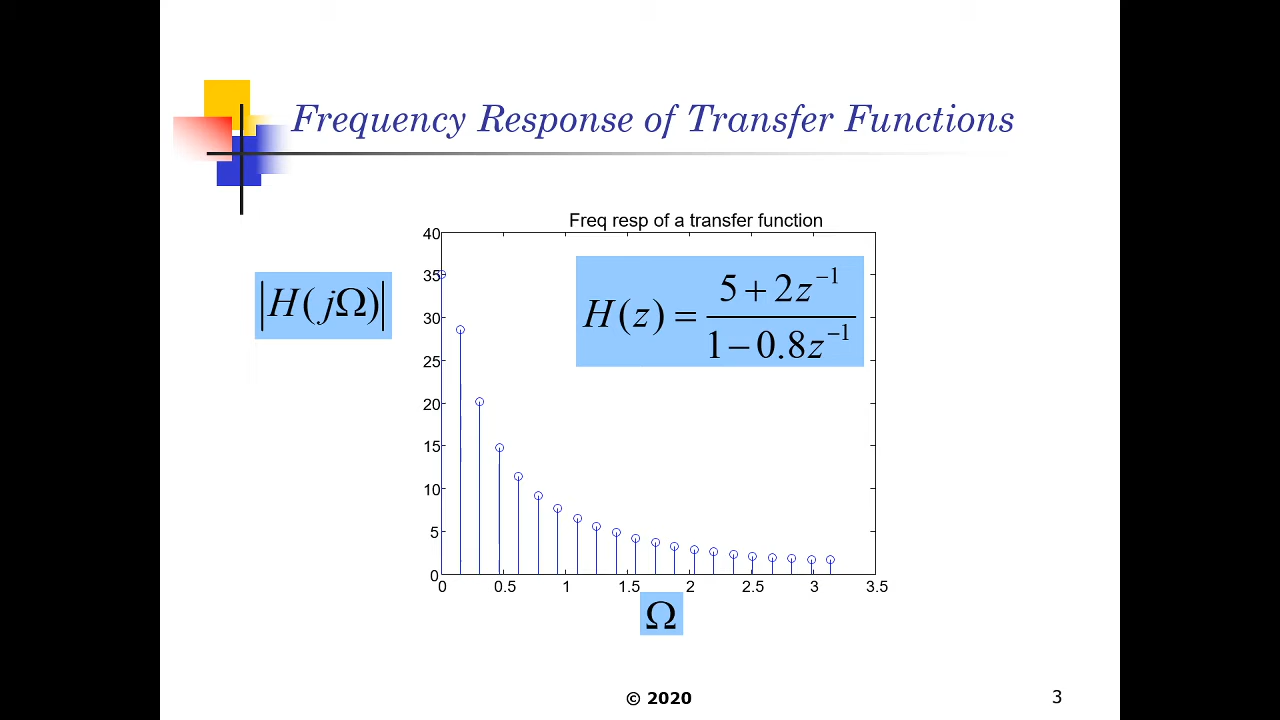 Frequency Response of Transfer Functions
Freq resp of a transfer function
|H(jΩ)|
H(z) = (5 + 2z⁻¹) / (1 − 0.8z⁻¹)
40
35
30
25
20
15
10
5
0
0 0.5 1 1.5 2 2.5 3 3.5
Ω
© 2020
3